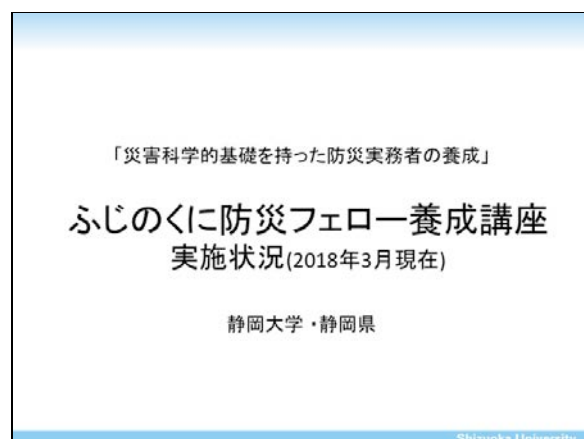 「災害科学的基礎を持った防災実務者の養成」
ふじのくに防災フェロー養成講座
実施状況(2018年3月現在)
静岡大学・静岡県
Shizuoka University